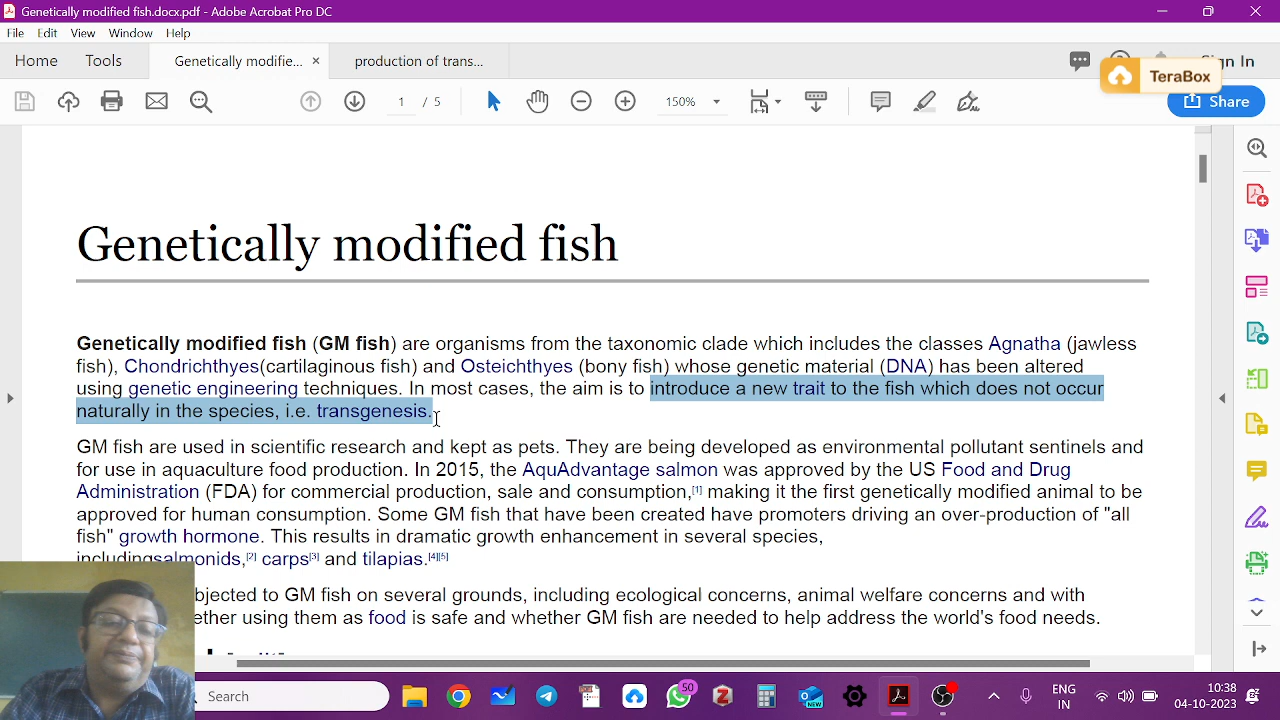 Genetically modified fish.docx.pdf - Adobe Acrobat Pro DC
File Edit View Window Help
Home Tools Genetically modifie... × production of trans...
Sign In
TeraBox
1 / 5 150% Share
Genetically modified fish
Genetically modified fish (GM fish) are organisms from the taxonomic clade which includes the classes Agnatha (jawless
fish), Chondrichthyes(cartilaginous fish) and Osteichthyes (bony fish) whose genetic material (DNA) has been altered
using genetic engineering techniques. In most cases, the aim is to introduce a new trait to the fish which does not occur
naturally in the species, i.e. transgenesis.
GM fish are used in scientific research and kept as pets. They are being developed as environmental pollutant sentinels and
for use in aquaculture food production. In 2015, the AquAdvantage salmon was approved by the US Food and Drug
Administration (FDA) for commercial production, sale and consumption,[1] making it the first genetically modified animal to be
approved for human consumption. Some GM fish that have been created have promoters driving an over-production of "all
fish" growth hormone. This results in dramatic growth enhancement in several species,
includingsalmonids,[2] carps[3] and tilapias.[4][5]
bjected to GM fish on several grounds, including ecological concerns, animal welfare concerns and with
ether using them as food is safe and whether GM fish are needed to help address the world's food needs.
Search
50
NEW
ENG
IN
10:38
04-10-2023